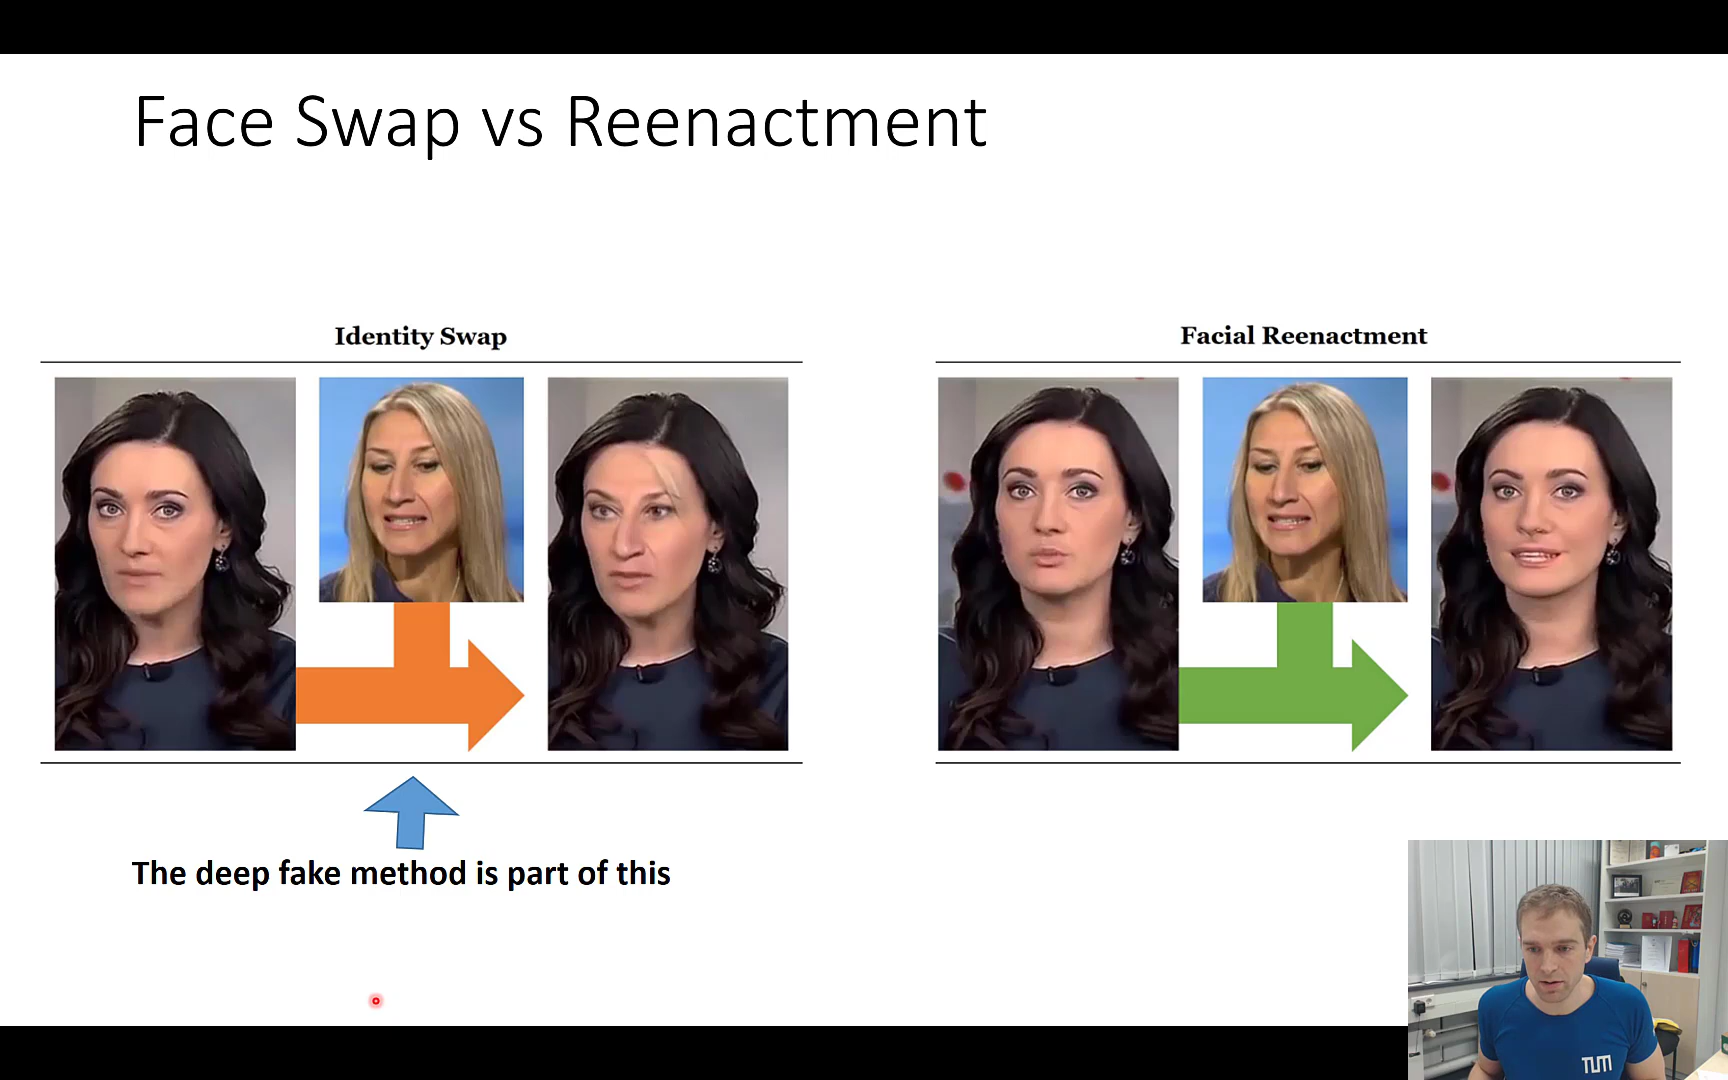 Face Swap vs Reenactment
Identity Swap
Facial Reenactment
The deep fake method is part of this
TUM